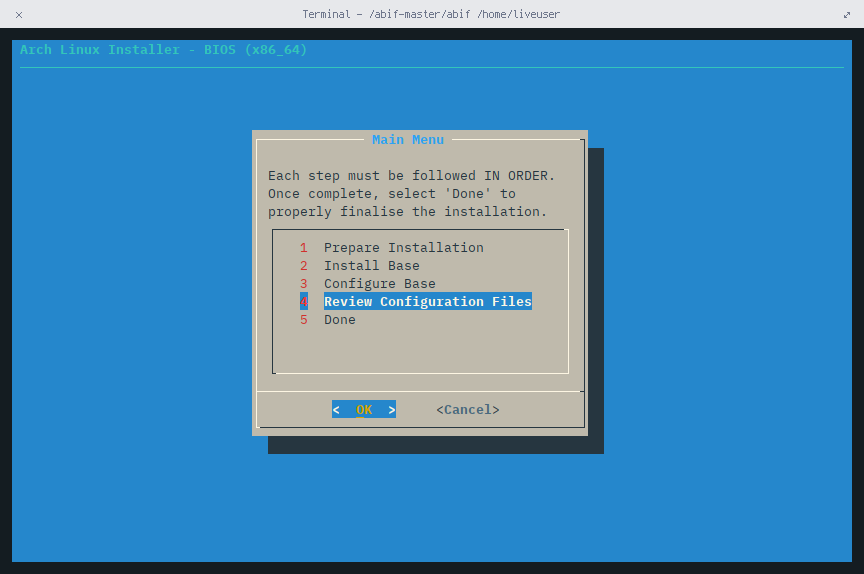 Terminal - /abif-master/abif /home/liveuser
Arch Linux Installer - BIOS (x86_64)
Main Menu
Each step must be followed IN ORDER.
Once complete, select 'Done' to
properly finalise the installation.
1 Prepare Installation
2 Install Base
3 Configure Base
4 Review Configuration Files
5 Done
< OK > <Cancel>